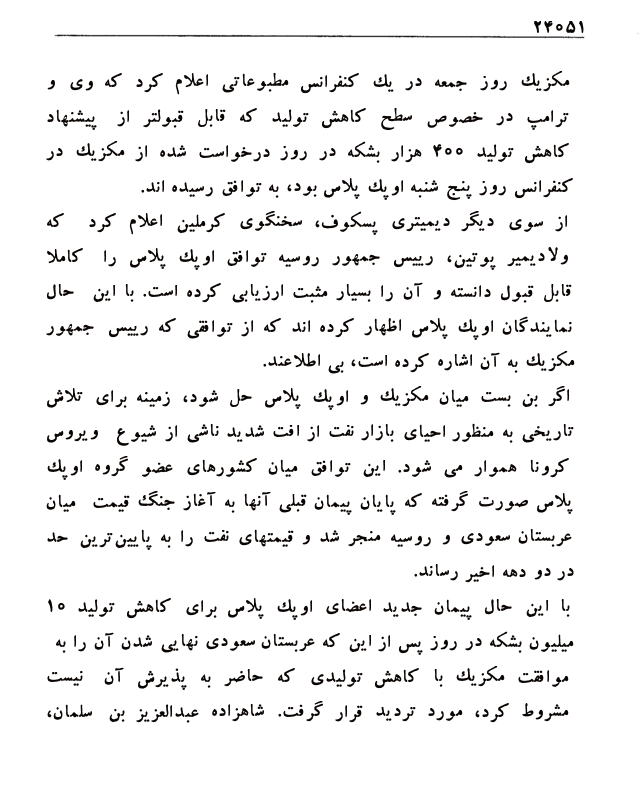 ۲۴۰۵۱
مکزیك روز جمعه در یك کنفرانس مطبوعاتی اعلام کرد که وی و
ترامپ در خصوص سطح کاهش تولید که قابل قبولتر از پیشنهاد
کاهش تولید ۴۰۰ هزار بشکه در روز درخواست شده از مکزیك در
کنفرانس روز پنج شنبه اوپك پلاس بود، به توافق رسیده اند.
از سوی دیگر دیمیتری پسکوف، سخنگوی کرملین اعلام کرد که
ولادیمیر پوتین، رییس جمهور روسیه توافق اوپك پلاس را کاملا
قابل قبول دانسته و آن را بسیار مثبت ارزیابی کرده است. با این حال
نمایندگان اوپك پلاس اظهار کرده اند که از توافقی که رییس جمهور
مکزیك به آن اشاره کرده است، بی اطلاعند.
اگر بن بست میان مکزیك و اوپك پلاس حل شود، زمینه برای تلاش
تاریخی به منظور احیای بازار نفت از افت شدید ناشی از شیوع ویروس
کرونا هموار می شود. این توافق میان کشورهای عضو گروه اوپك
پلاس صورت گرفته که پایان پیمان قبلی آنها به آغاز جنگ قیمت میان
عربستان سعودی و روسیه منجر شد و قیمتهای نفت را به پایین‌ترین حد
در دو دهه اخیر رساند.
با این حال پیمان جدید اعضای اوپك پلاس برای کاهش تولید ۱۰
میلیون بشکه در روز پس از این که عربستان سعودی نهایی شدن آن را به
موافقت مکزیك با کاهش تولیدی که حاضر به پذیرش آن نیست
مشروط کرد، مورد تردید قرار گرفت. شاهزاده عبدالعزیز بن سلمان،